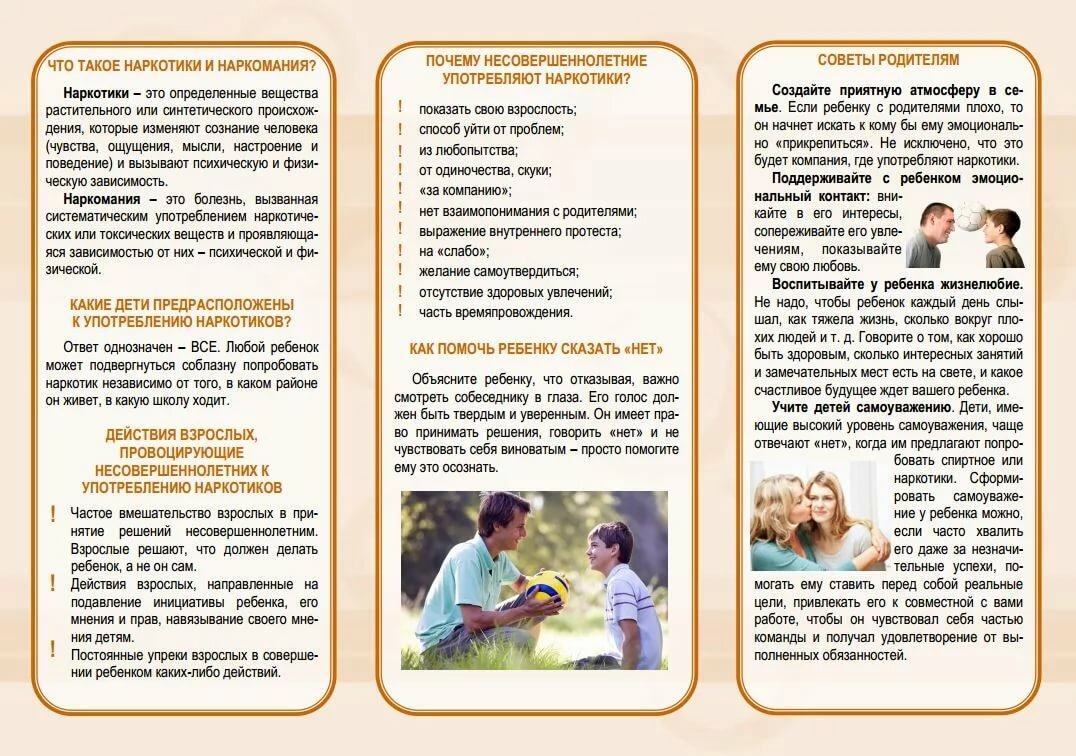 ЧТО ТАКОЕ НАРКОТИКИ И НАРКОМАНИЯ?
Наркотики – это определенные вещества
растительного или синтетического происхож-
дения, которые изменяют сознание человека
(чувства, ощущения, мысли, настроение и
поведение) и вызывают психическую и физи-
ческую зависимость.
Наркомания – это болезнь, вызванная
систематическим употреблением наркотиче-
ских или токсических веществ и проявляюща-
яся зависимостью от них – психической и фи-
зической.
КАКИЕ ДЕТИ ПРЕДРАСПОЛОЖЕНЫ
К УПОТРЕБЛЕНИЮ НАРКОТИКОВ?
Ответ однозначен – ВСЕ. Любой ребенок
может подвергнуться соблазну попробовать
наркотик независимо от того, в каком районе
он живет, в какую школу ходит.
ДЕЙСТВИЯ ВЗРОСЛЫХ,
ПРОВОЦИРУЮЩИЕ
НЕСОВЕРШЕННОЛЕТНИХ К
УПОТРЕБЛЕНИЮ НАРКОТИКОВ
! Частое вмешательство взрослых в при-
нятие решений несовершеннолетним.
Взрослые решают, что должен делать
ребенок, а не он сам.
! Действия взрослых, направленные на
подавление инициативы ребенка, его
мнения и прав, навязывание своего мне-
ния детям.
! Постоянные упреки взрослых в соверше-
нии ребенком каких-либо действий.
ПОЧЕМУ НЕСОВЕРШЕННОЛЕТНИЕ
УПОТРЕБЛЯЮТ НАРКОТИКИ?
! показать свою взрослость;
! способ уйти от проблем;
! из любопытства;
! от одиночества, скуки;
! «за компанию»;
! нет взаимопонимания с родителями;
! выражение внутреннего протеста;
! на «слабо»;
! желание самоутвердиться;
! отсутствие здоровых увлечений;
! часть времяпровождения.
КАК ПОМОЧЬ РЕБЕНКУ СКАЗАТЬ «НЕТ»
Объясните ребенку, что отказывая, важно
смотреть собеседнику в глаза. Его голос дол-
жен быть твердым и уверенным. Он имеет пра-
во принимать решения, говорить «нет» и не
чувствовать себя виноватым – просто помогите
ему это осознать.
СОВЕТЫ РОДИТЕЛЯМ
Создайте приятную атмосферу в се-
мье. Если ребенку с родителями плохо, то
он начнет искать к кому бы ему эмоциональ-
но «прикрепиться». Не исключено, что это
будет компания, где употребляют наркотики.
Поддерживайте с ребенком эмоцио-
нальный контакт: вни-
кайте в его интересы,
сопереживайте его увле-
чениям, показывайте
ему свою любовь.
Воспитывайте у ребенка жизнелюбие.
Не надо, чтобы ребенок каждый день слы-
шал, как тяжела жизнь, сколько вокруг пло-
хих людей и т. д. Говорите о том, как хорошо
быть здоровым, сколько интересных занятий
и замечательных мест есть на свете, и какое
счастливое будущее ждет вашего ребенка.
Учите детей самоуважению. Дети, име-
ющие высокий уровень самоуважения, чаще
отвечают «нет», когда им предлагают попро-
бовать спиртное или
наркотики. Сформи-
ровать самоуваже-
ние у ребенка можно,
если часто хвалить
его даже за незначи-
тельные успехи, по-
могать ему ставить перед собой реальные
цели, привлекать его к совместной с вами
работе, чтобы он чувствовал себя частью
команды и получал удовлетворение от вы-
полненных обязанностей.